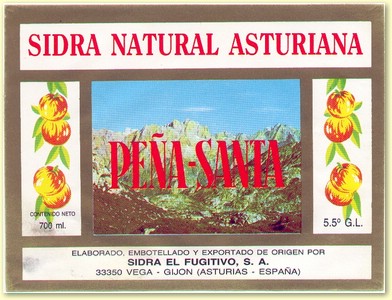 SIDRA NATURAL ASTURIANA
PEÑA-SANTA
CONTENIDO NETO
700 ml.
5.5º G.L.
ELABORADO, EMBOTELLADO Y EXPORTADO DE ORIGEN POR
SIDRA EL FUGITIVO, S. A.
33350 VEGA - GIJON (ASTURIAS - ESPAÑA)